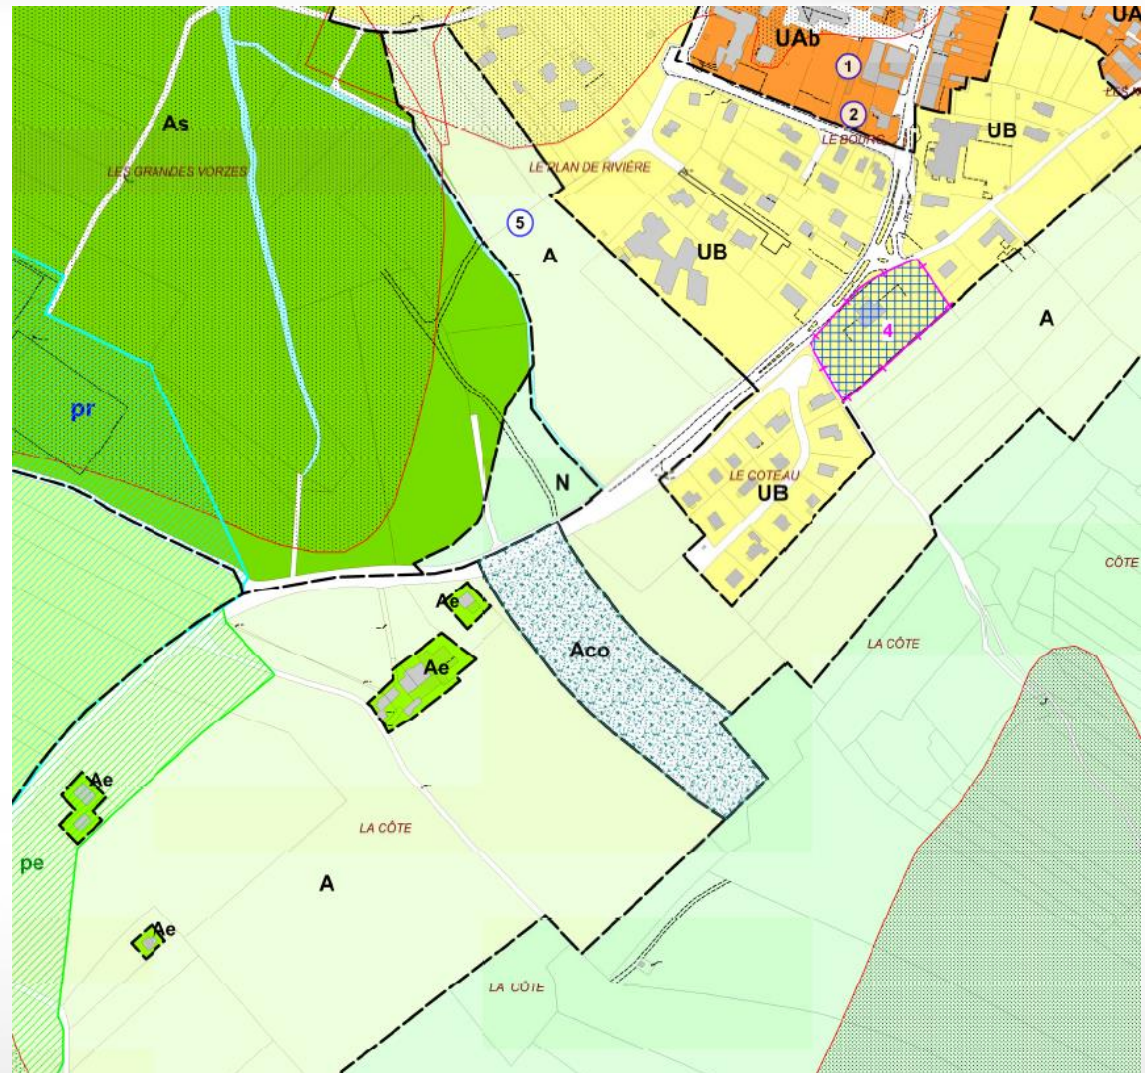 UA
UAb
1
LES
As
2
UB
LE BOURG
LES GRANDES VORZES
LE PLAN DE RIVIÈRE
5
A
UB
A
4
pr
LE COTEAU
UB
N
CÔTE
Ae
LA CÔTE
Aco
Ae
Ae
LA CÔTE
pe
A
Ae
LA CÔTE